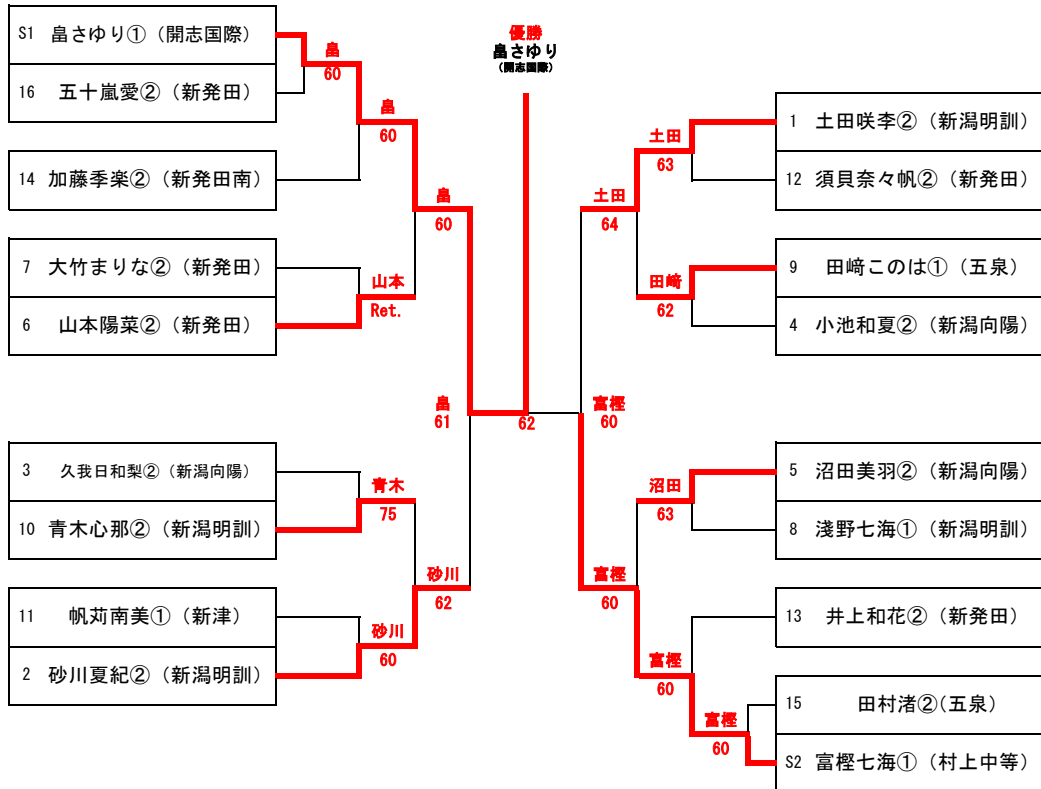 優勝
畠さゆり
(開志国際)
S1 畠さゆり①（開志国際）
16 五十嵐愛②（新発田）
14 加藤季楽②（新発田南）
7 大竹まりな②（新発田）
6 山本陽菜②（新発田）
3 久我日和梨②（新潟向陽）
10 青木心那②（新潟明訓）
11 帆苅南美①（新津）
2 砂川夏紀②（新潟明訓）
畠
60
畠
60
畠
60
山本
Ret.
畠
61
青木
75
砂川
62
砂川
60
62
土田
63
土田
64
田﨑
62
富樫
60
沼田
63
富樫
60
富樫
60
富樫
60
1 土田咲李②（新潟明訓）
12 須貝奈々帆②（新発田）
9 田﨑このは①（五泉）
4 小池和夏②（新潟向陽）
5 沼田美羽②（新潟向陽）
8 淺野七海①（新潟明訓）
13 井上和花②（新発田）
15 田村渚②(五泉）
S2 富樫七海①（村上中等）